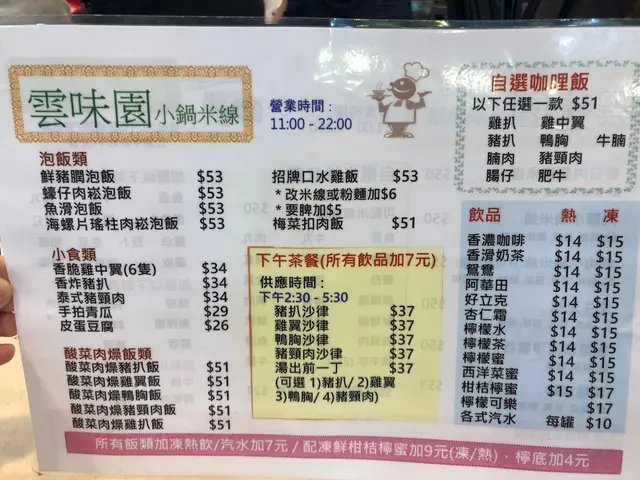 雲味園小鍋米線
營業時間：
11:00 - 22:00
泡飯類
鮮豬膶泡飯 $53
蠔仔肉崧泡飯 $53
魚滑泡飯 $53
海螺片瑤柱肉崧泡飯 $53
小食類
香脆雞中翼(6隻) $34
香炸豬扒 $34
泰式豬頸肉 $34
手拍青瓜 $29
皮蛋豆腐 $26
酸菜肉燥飯類
酸菜肉燥豬扒飯 $51
酸菜肉燥雞翼飯 $51
酸菜肉燥鴨胸飯 $51
酸菜肉燥豬頸肉飯 $51
酸菜肉燥雞扒飯 $51
招牌口水雞飯 $53
* 改米線或粉麵加$6
* 要脾加$5
梅菜扣肉飯 $51
下午茶餐(所有飲品加7元)
供應時間：
下午2:30 - 5:30
豬扒沙律 $37
雞翼沙律 $37
鴨胸沙律 $37
豬頸肉沙律 $37
湯出前一丁 $37
(可選 1)豬扒/ 2)雞翼
3)鴨胸/ 4)豬頸肉)
自選咖哩飯
以下任選一款 $51
雞扒 雞中翼
豬扒 鴨胸 牛腩
腩肉 豬頸肉
腸仔 肥牛
飲品 熱 凍
香濃咖啡 $14 $15
香滑奶茶 $14 $15
鴛鴦 $14 $15
阿華田 $14 $15
好立克 $14 $15
杏仁霜 $14 $15
檸檬水 $14 $15
檸檬茶 $14 $15
檸檬蜜 $14 $15
西洋菜蜜 $14 $15
柑桔檸蜜 $15 $17
檸檬可樂 $17
各式汽水 每罐 $10
所有飯類加凍熱飲/汽水加7元 / 配凍鮮柑桔檸蜜加9元(凍/熱)﹒檸底加4元